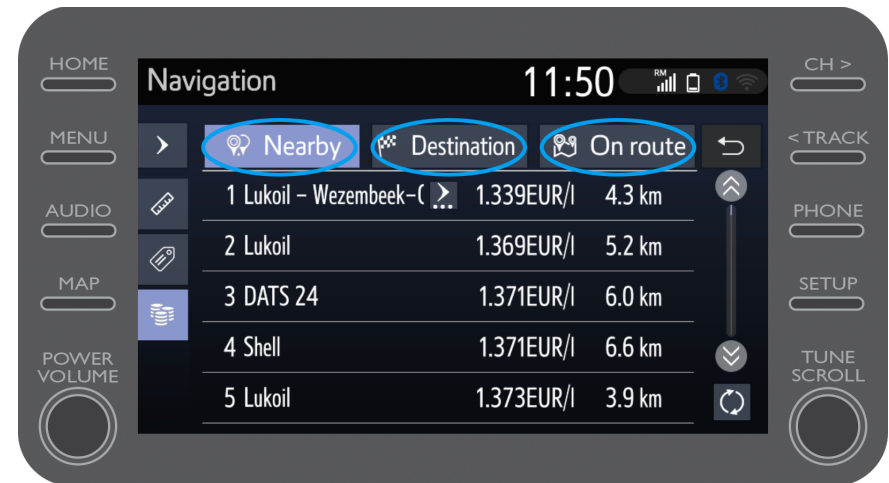 HOME
CH >
Navigation 11:50 RM
MENU
< TRACK
Nearby Destination On route
1 Lukoil – Wezembeek–( 1.339EUR/l 4.3 km
AUDIO
PHONE
2 Lukoil 1.369EUR/l 5.2 km
MAP
SETUP
3 DATS 24 1.371EUR/l 6.0 km
4 Shell 1.371EUR/l 6.6 km
POWER
VOLUME
TUNE
SCROLL
5 Lukoil 1.373EUR/l 3.9 km